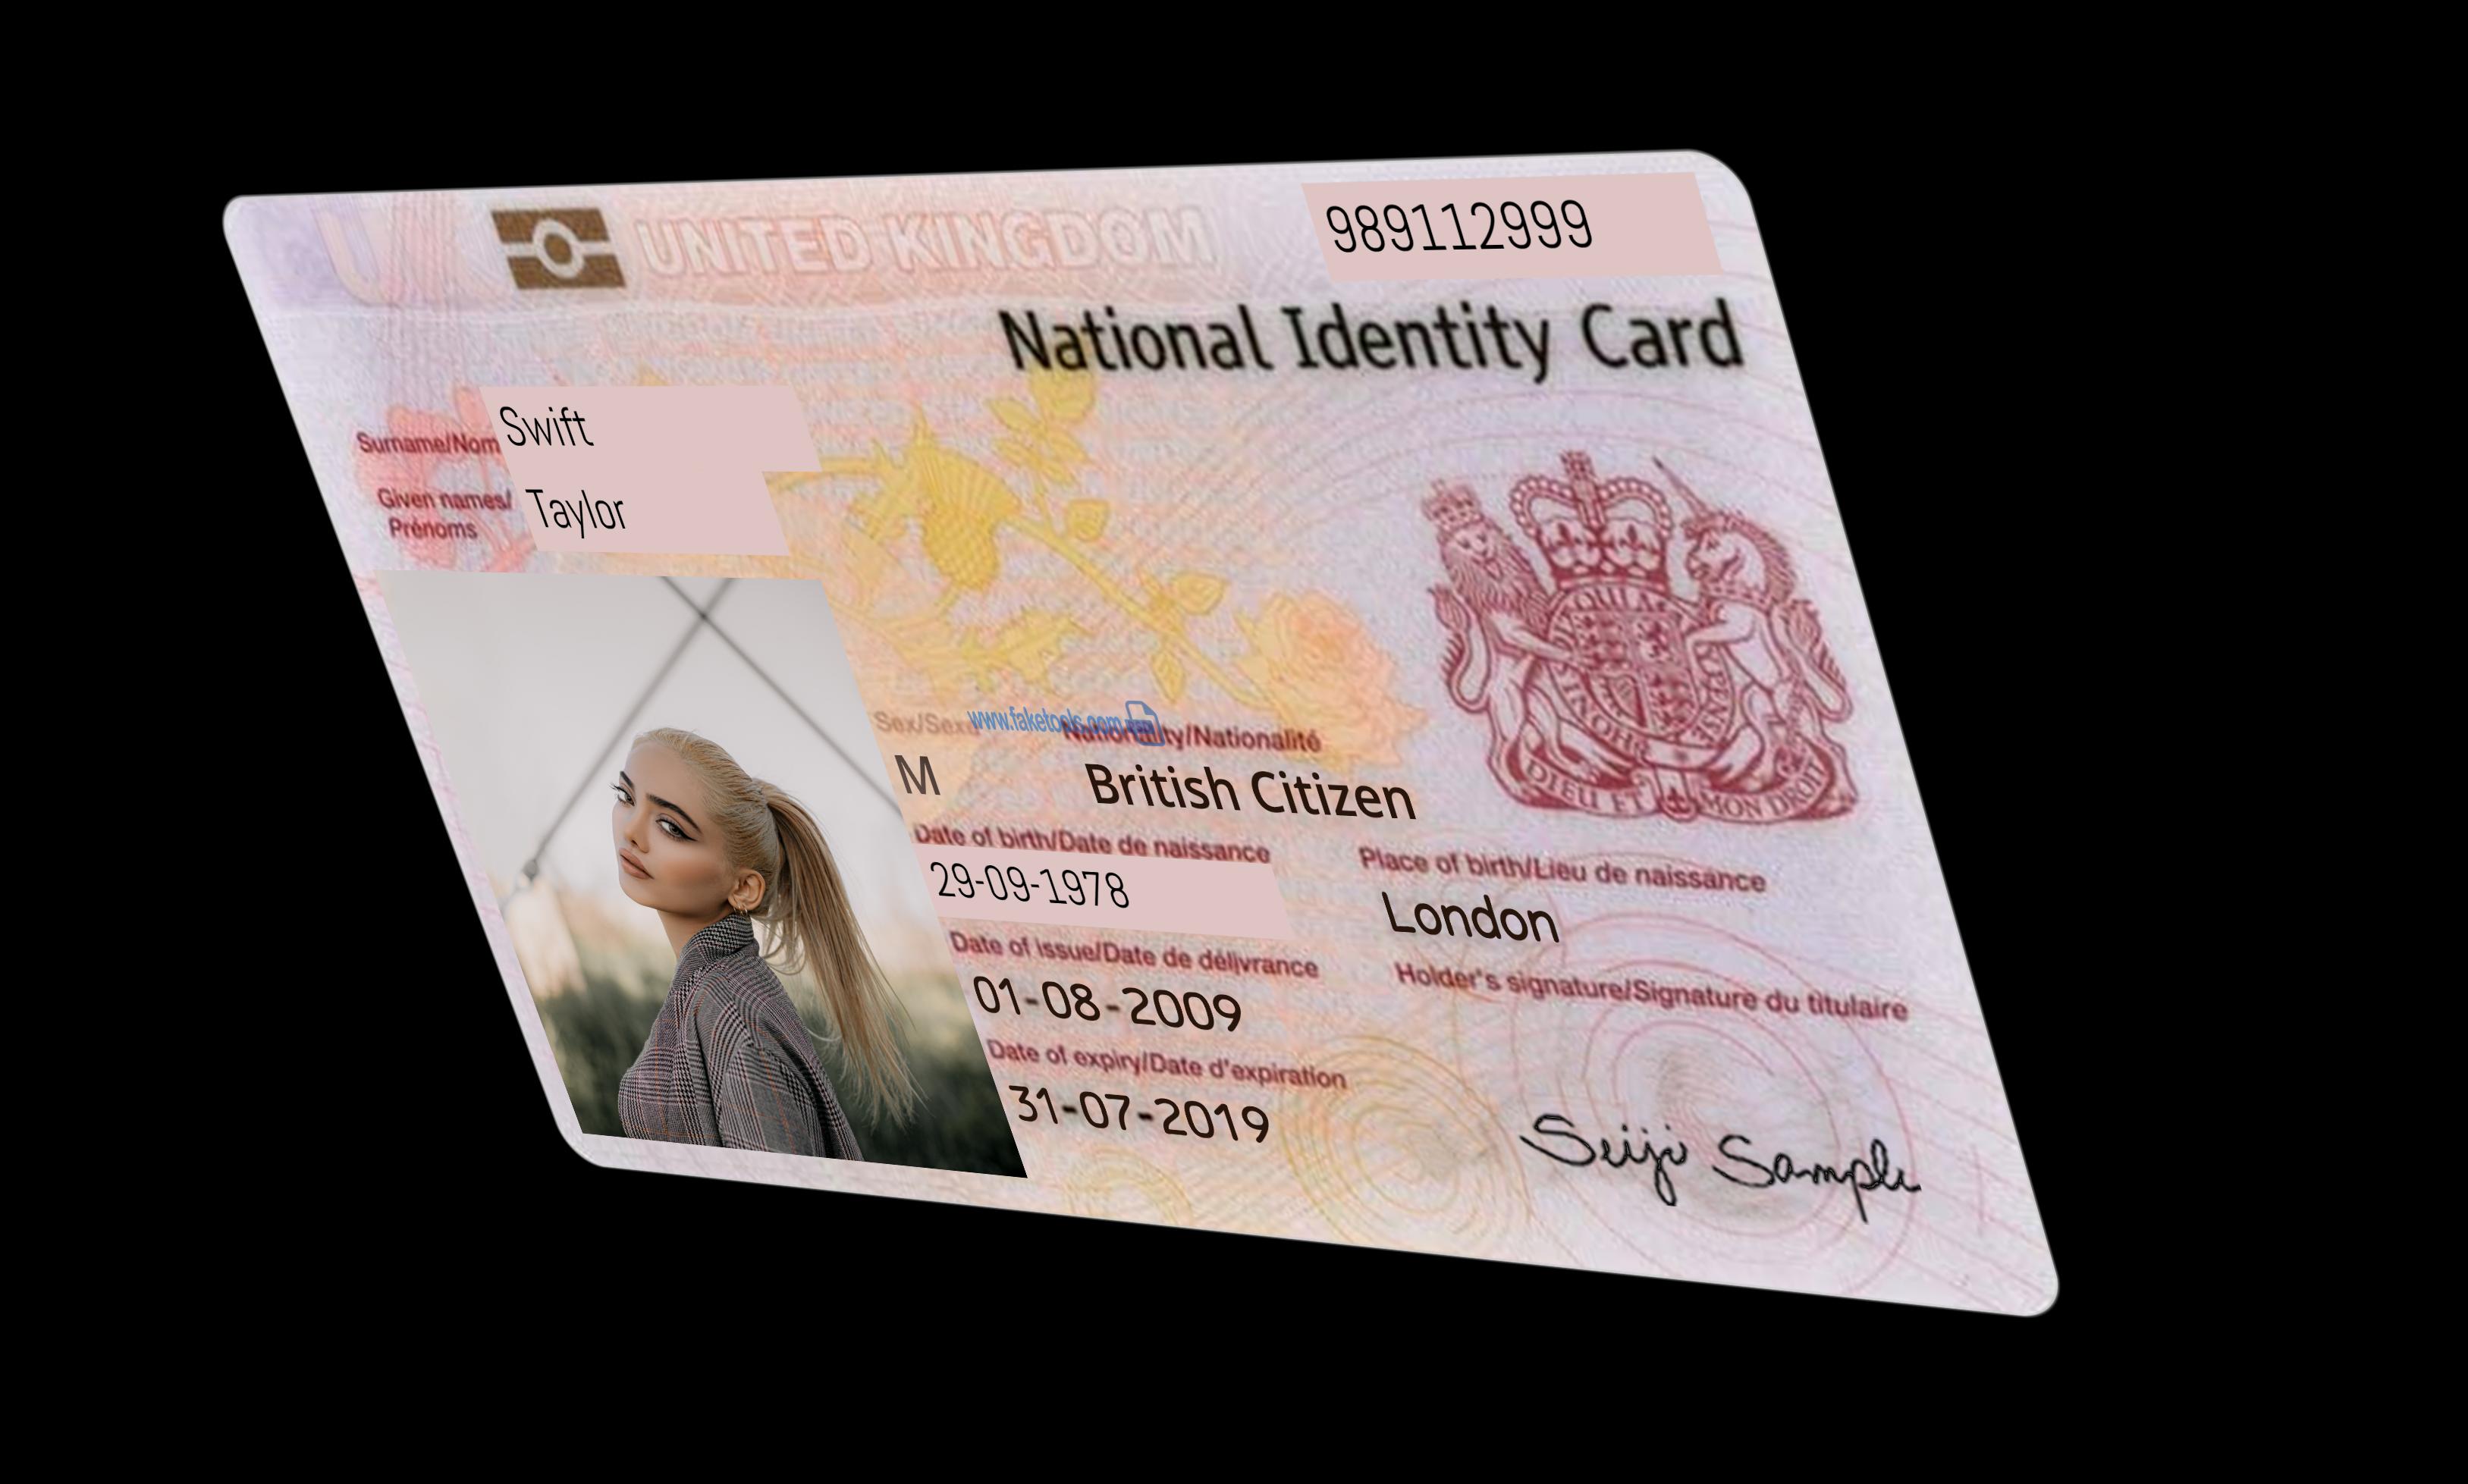 UK
UNITED KINGDOM
989112999
National Identity Card
Surname/Nom
Swift
Given names/
Prénoms
Taylor
Sex/Sexe
www.faketools.com
Nationality/Nationalité
M
British Citizen
Date of birth/Date de naissance
29-09-1978
Place of birth/Lieu de naissance
London
Date of issue/Date de délivrance
01-08-2009
Holder's signature/Signature du titulaire
Date of expiry/Date d'expiration
31-07-2019
Seiji Sample
DIEU ET MON DROIT